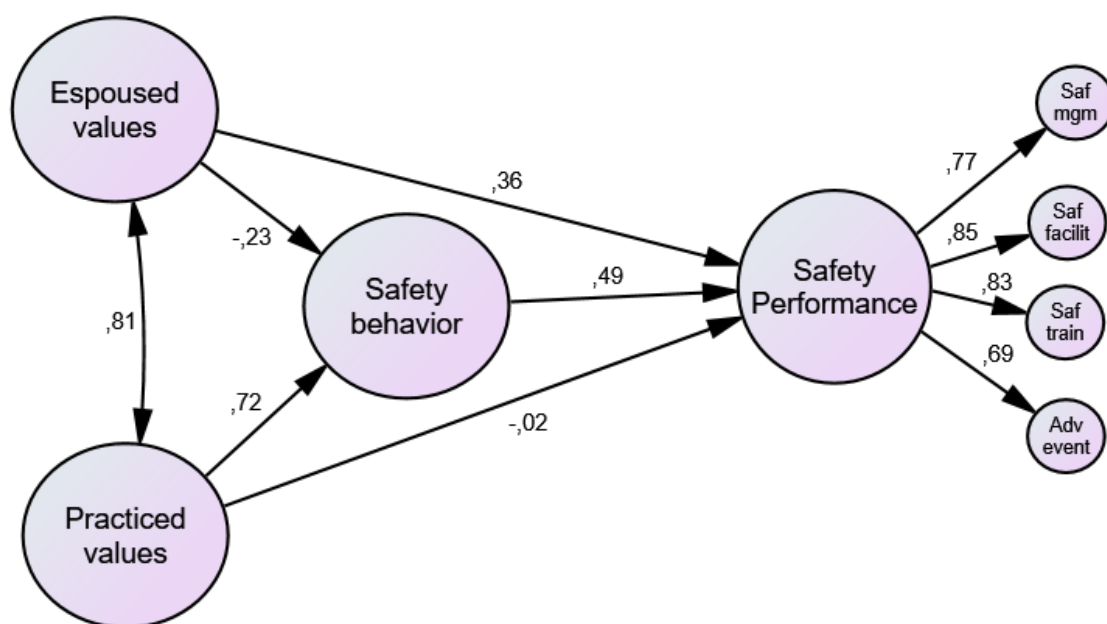 Espoused
values
Saf
mgm
,77
,36
Saf
facilit
,85
-,23
Safety
behavior
,49
Safety
Performance
,83
Saf
train
,81
,69
,72
-,02
Adv
event
Practiced
values